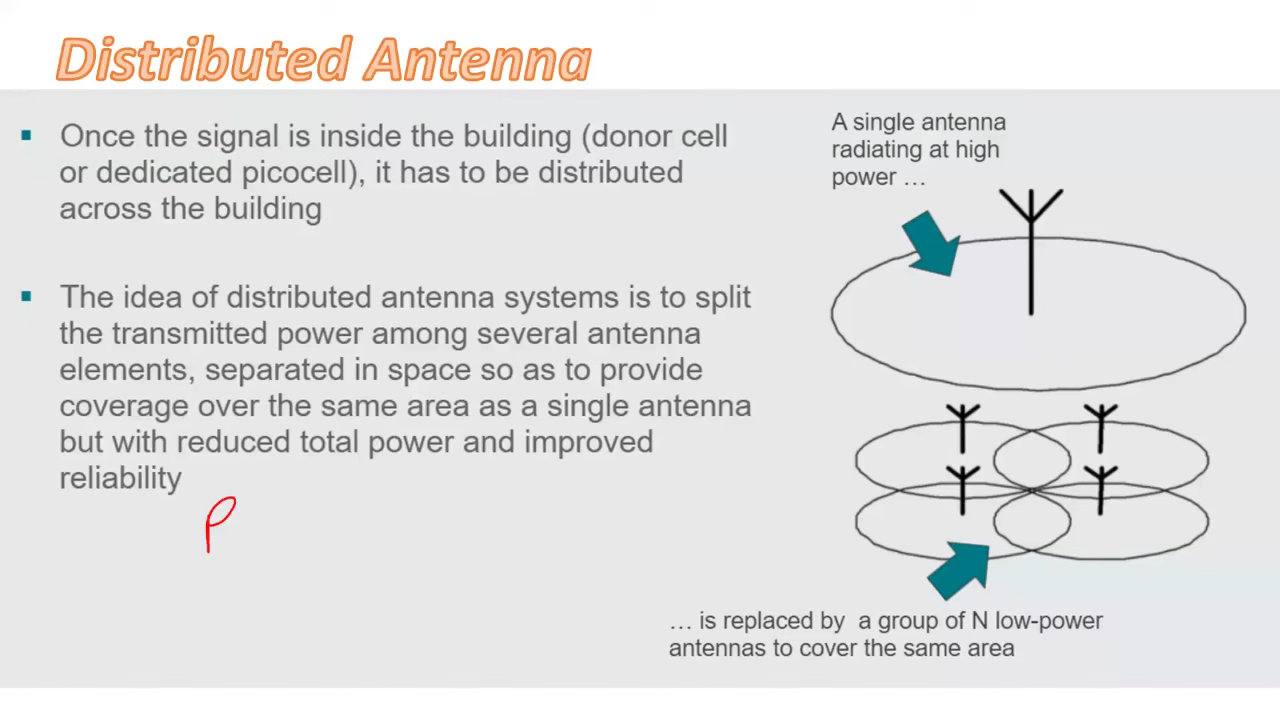 Distributed Antenna
▪ Once the signal is inside the building (donor cell
or dedicated picocell), it has to be distributed
across the building
▪ The idea of distributed antenna systems is to split
the transmitted power among several antenna
elements, separated in space so as to provide
coverage over the same area as a single antenna
but with reduced total power and improved
reliability
P
A single antenna
radiating at high
power …
… is replaced by a group of N low-power
antennas to cover the same area